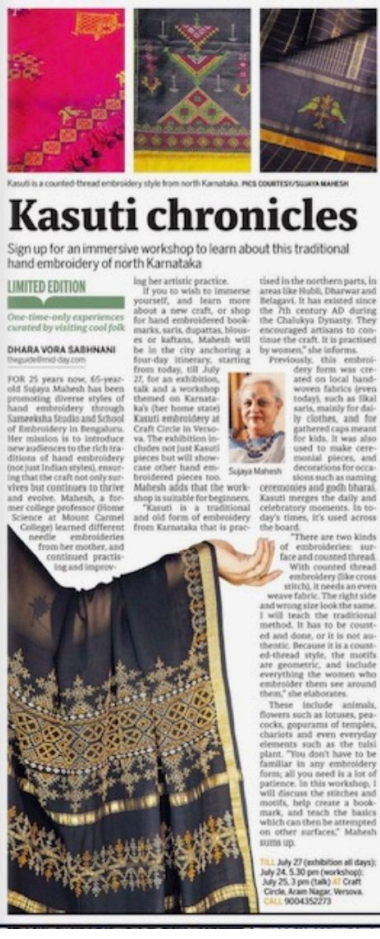 Kasuti is a counted-thread embroidery style from north Karnataka. PICS COURTESY/SUJAYA MAHESH
Kasuti chronicles
Sign up for an immersive workshop to learn about this traditional
hand embroidery of north Karnataka
LIMITED EDITION
One-time-only experiences
curated by visiting cool folk
DHARA VORA SABHNANI
theguide@mid-day.com
FOR 25 years now, 65-year-
old Sujaya Mahesh has been
promoting diverse styles of
hand embroidery through
Sameeksha Studio and School
of Embroidery in Bengaluru.
Her mission is to introduce
new audiences to the rich tra-
ditions of hand embroidery
(not just Indian styles), ensur-
ing that the craft not only sur-
vives but continues to thrive
and evolve. Mahesh, a for-
mer college professor (Home
Science at Mount Carmel
College) learned different
needle embroideries
from her mother, and
continued practis-
ing and improv-
ing her artistic practice.
If you to wish to immerse
yourself, and learn more
about a new craft, or shop
for hand embroidered book-
marks, saris, dupattas, blous-
es or kaftans, Mahesh will
be in the city anchoring a
four-day itinerary, starting
from today, till July
27, for an exhibition,
talk and a workshop
themed on Karnata-
ka's (her home state)
Kasuti embroidery at
Craft Circle in Verso-
va. The exhibition in-
cludes not just Kasuti
pieces but will show-
case other hand em-
broidered pieces too.
Mahesh adds that the work-
shop is suitable for beginners.
"Kasuti is a traditional
and old form of embroidery
from Karnataka that is prac-
Sujaya Mahesh
tised in the northern parts, in
areas like Hubli, Dharwar and
Belagavi. It has existed since
the 7th century AD during
the Chalukya Dynasty. They
encouraged artisans to con-
tinue the craft. It is practised
by women," she informs.
Previously, this embroi-
dery form was cre-
ated on local hand-
woven fabrics (even
today), such as Ilkal
saris, mainly for dai-
ly clothes, and for
gathered caps meant
for kids. It was also
used to make cere-
monial pieces, and
decorations for occa-
sions such as naming
ceremonies and godh bharai.
Kasuti merges the daily and
celebratory moments. In to-
day's times, it's used across
the board.
"There are two kinds
of embroideries: sur-
face and counted thread.
With counted thread
embroidery (like cross
stitch), it needs an even
weave fabric. The right side
and wrong size look the same.
I will teach the traditional
method. It has to be count-
ed and done, or it is not au-
thentic. Because it is a count-
ed-thread style, the motifs
are geometric, and include
everything the women who
embroider them see around
them," she elaborates.
These include animals,
flowers such as lotuses, pea-
cocks, gopurams of temples,
chariots and even everyday
elements such as the tulsi
plant. "You don't have to be
familiar in any embroidery
form; all you need is a lot of
patience. In this workshop, I
will discuss the stitches and
motifs, help create a book-
mark, and teach the basics
which can then be attempted
on other surfaces," Mahesh
sums up.
TILL July 27 (exhibition all days);
July 24, 5.30 pm (workshop);
July 25, 3 pm (talk) AT Craft
Circle, Aram Nagar, Versova.
CALL 9004352273